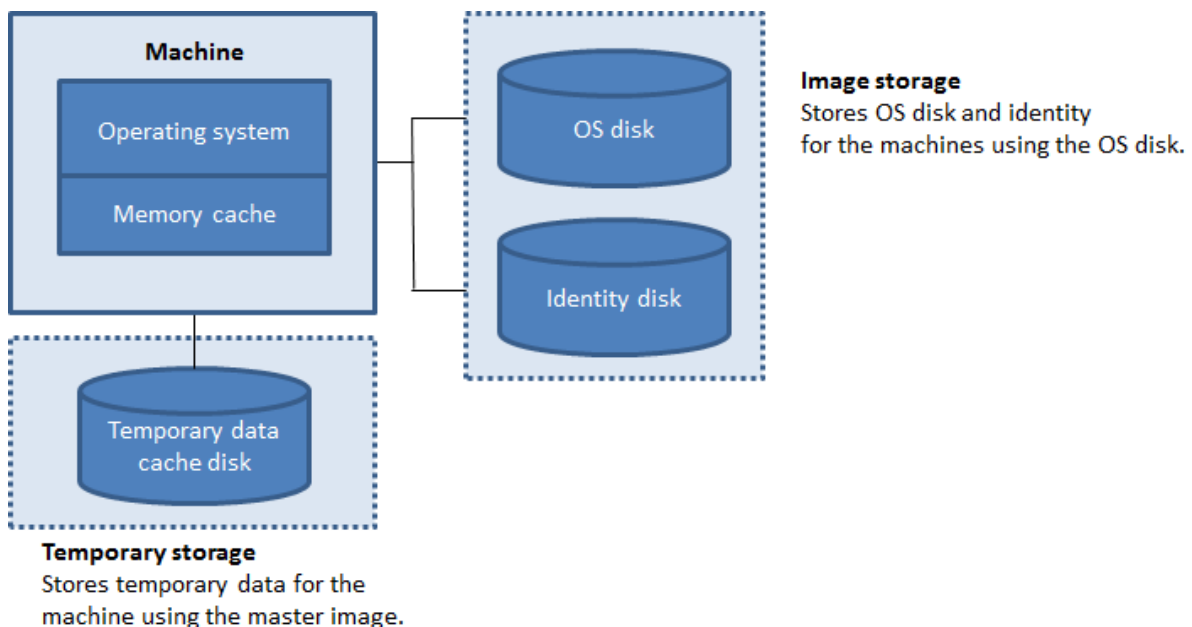 Machine
Operating system
Memory cache
OS disk
Identity disk
Image storage
Stores OS disk and identity
for the machines using the OS disk.
Temporary data
cache disk
Temporary storage
Stores temporary data for the
machine using the master image.